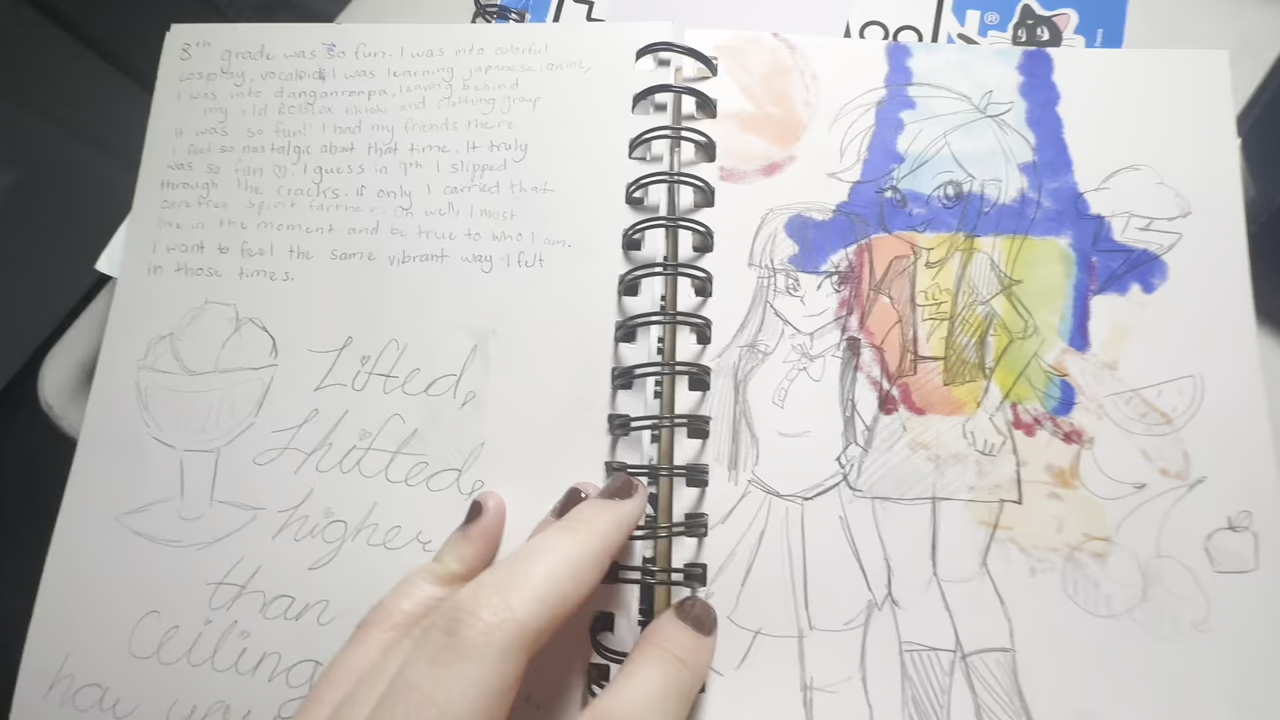 8th grade was so fun. I was into colorful
cosplay, vocaloid I was learning japanese, anime,
I was into danganronpa, leaving behind
my old ROBlox tiktok and clothing group
It was so fun!! I had my friends there
I feel so nostalgic about that time. It truly
was so fun ♡. I guess in 9th I slipped
through the cracks. if only I carried that
carefree spirit farther. Oh well, I must
live in the moment and be true to who I am.
I want to feel the same vibrant way I felt
in those times.
Lifted,
Shifted,
higher
than
Ceiling
how
®